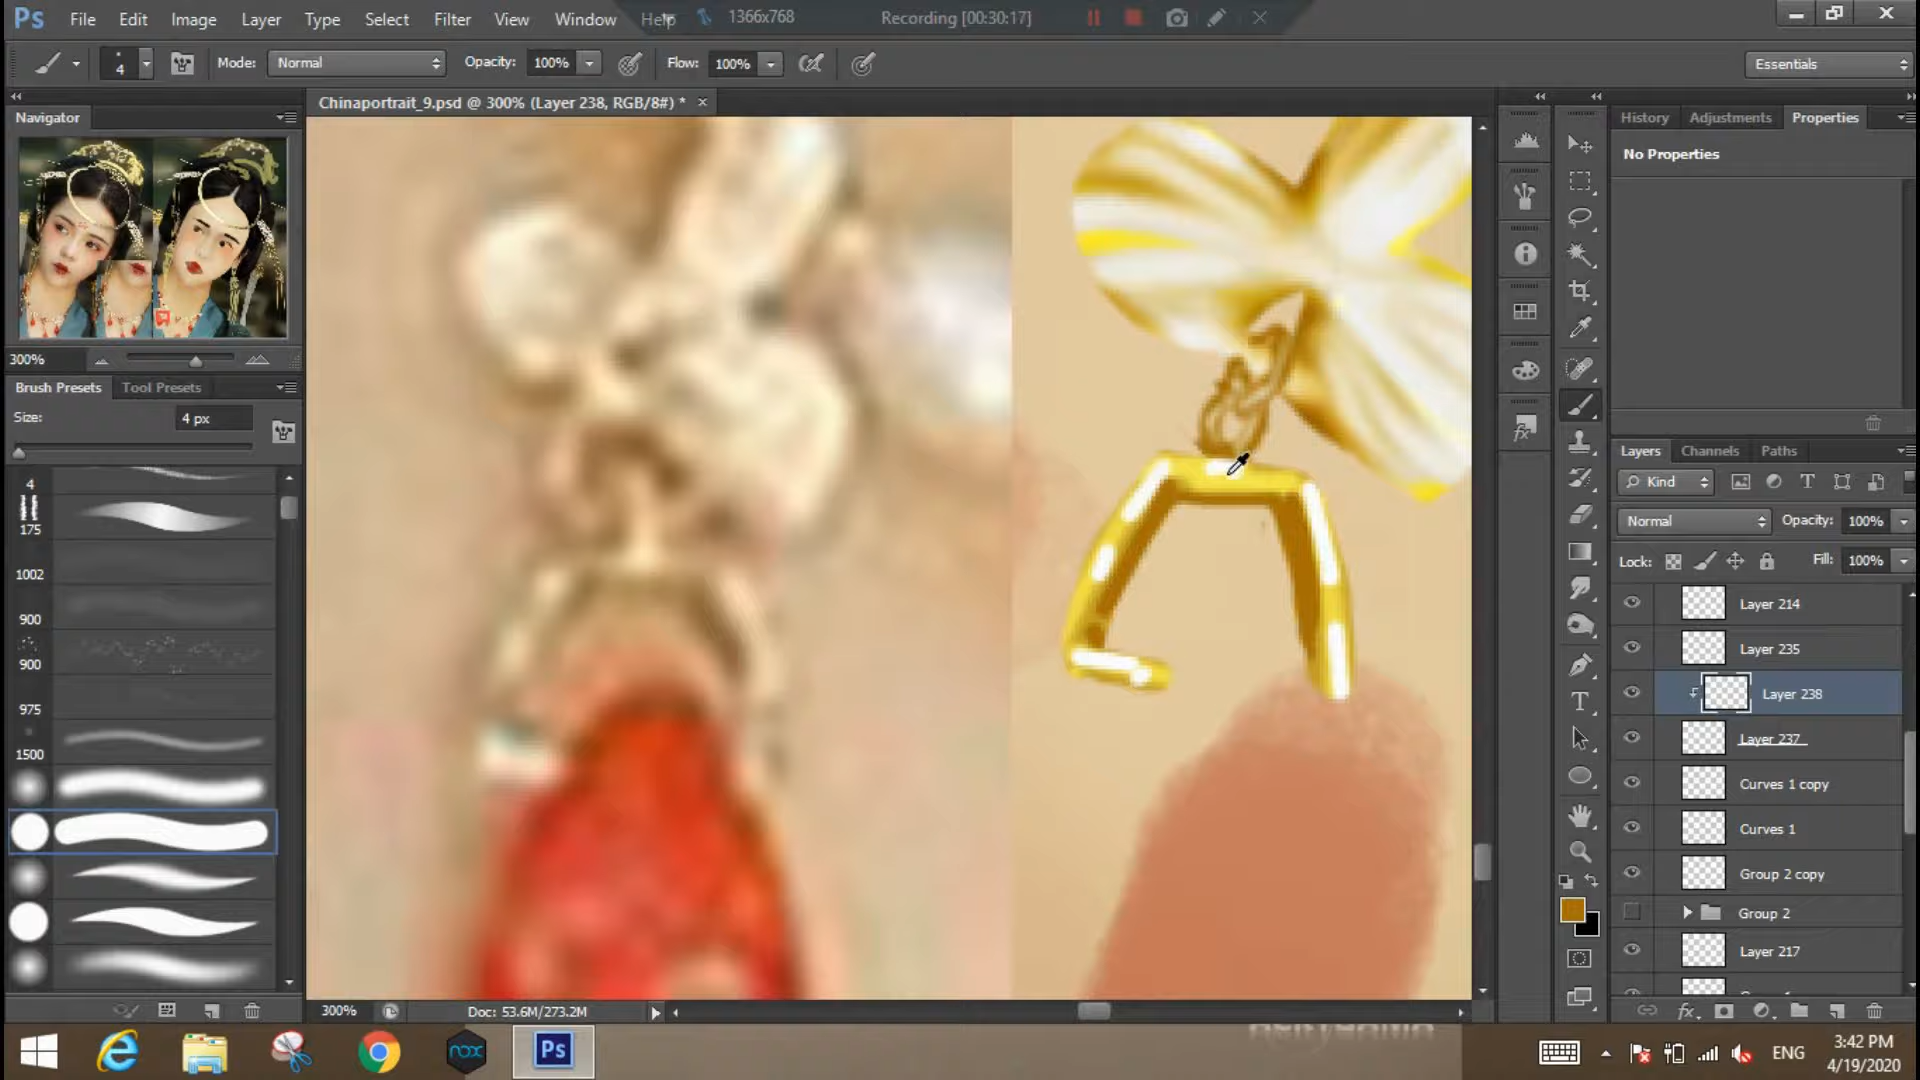 Ps File Edit Image Layer Type Select Filter View Window Help 1366x768 Recording [00:30:17]
4 Mode: Normal Opacity: 100% Flow: 100% Essentials
Chinaportrait_9.psd @ 300% (Layer 238, RGB/8#) * ×
Navigator
300%
Brush Presets Tool Presets
Size: 4 px
4
175
1002
900
900
975
1500
300% Doc: 53.6M/273.2M
History Adjustments Properties
No Properties
Layers Channels Paths
Kind
Normal Opacity: 100%
Lock: Fill: 100%
Layer 214
Layer 235
Layer 238
Layer 237
Curves 1 copy
Curves 1
Group 2 copy
Group 2
Layer 217
nox Ps ENG 3:42 PM
4/19/2020